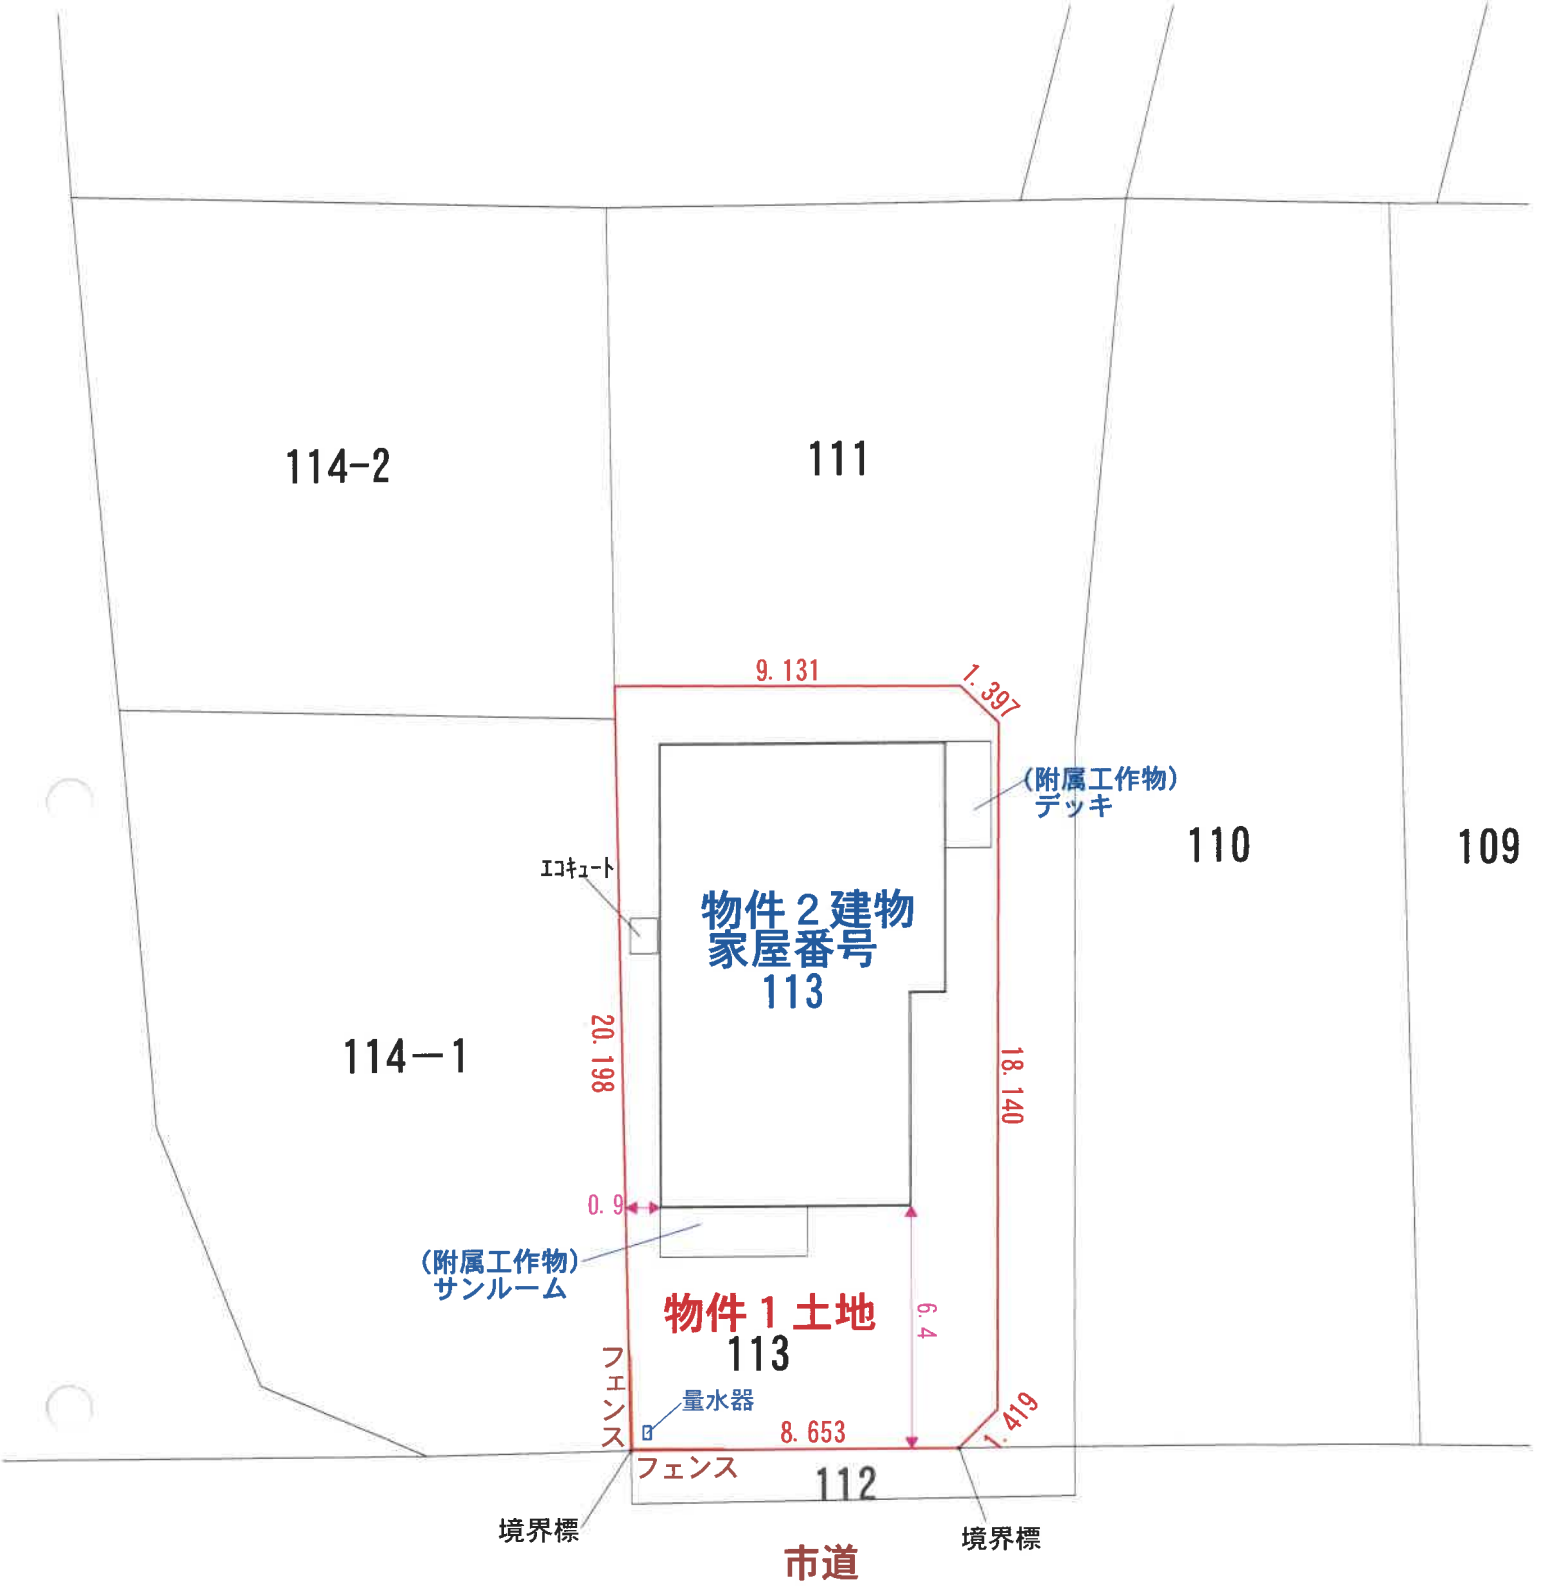 114-2
111
9.131
1.397
(附属工作物)
デッキ
110
109
エコキュート
物件2建物
家屋番号
113
20.198
18.140
114-1
0.9
(附属工作物)
サンルーム
6.4
物件1土地
113
フェンス
量水器
8.653
1.419
フェンス
112
境界標
境界標
市道